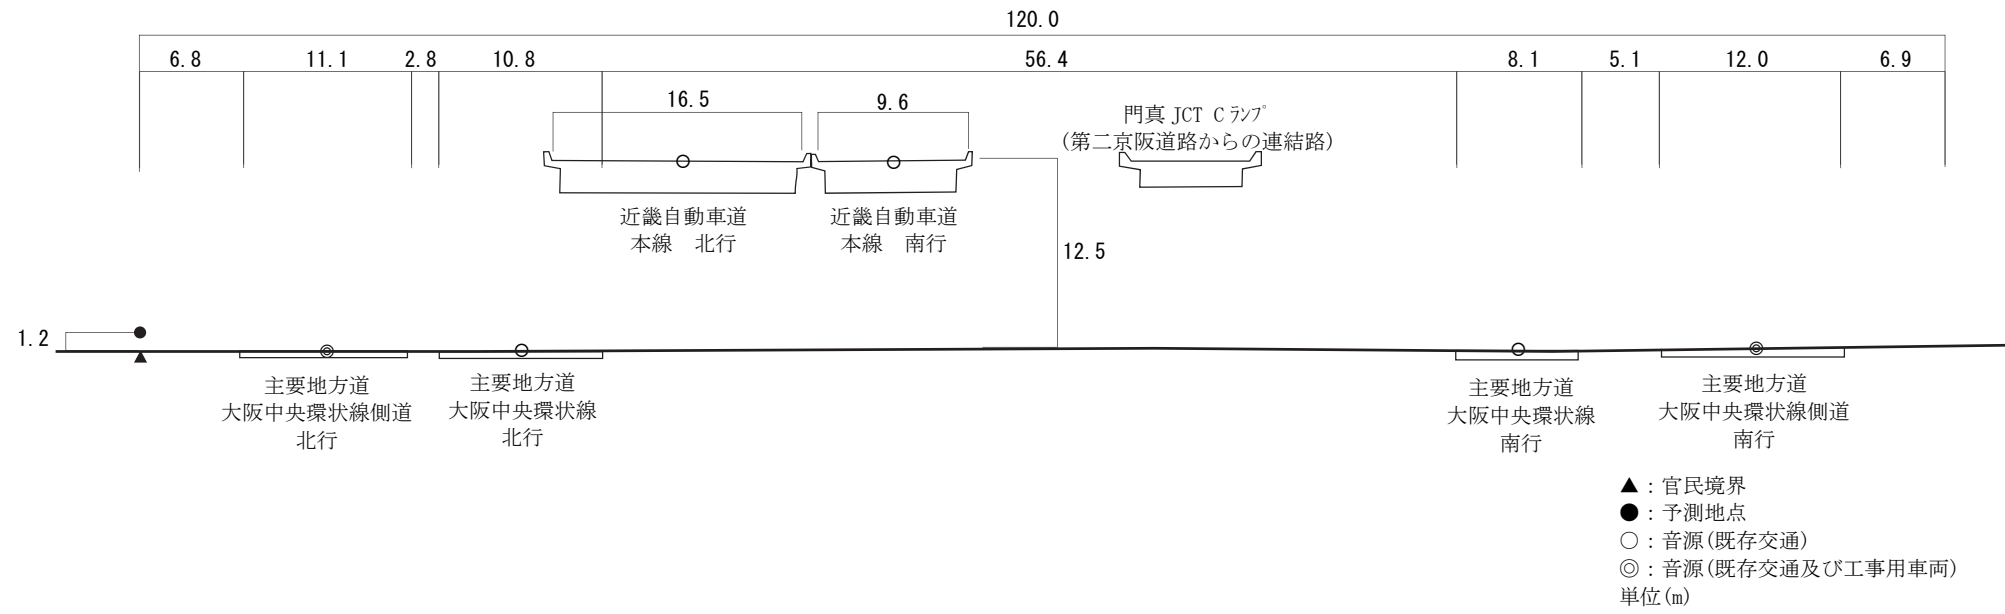 120.0
6.8 11.1 2.8 10.8 56.4 8.1 5.1 12.0 6.9
16.5 9.6
門真 JCT C ﾗﾝﾌﾟ
(第二京阪道路からの連結路)
近畿自動車道
本線 北行
近畿自動車道
本線 南行
12.5
1.2
主要地方道
大阪中央環状線側道
北行
主要地方道
大阪中央環状線
北行
主要地方道
大阪中央環状線
南行
主要地方道
大阪中央環状線側道
南行
▲：官民境界
●：予測地点
○：音源(既存交通)
◎：音源(既存交通及び工事用車両)
単位(m)